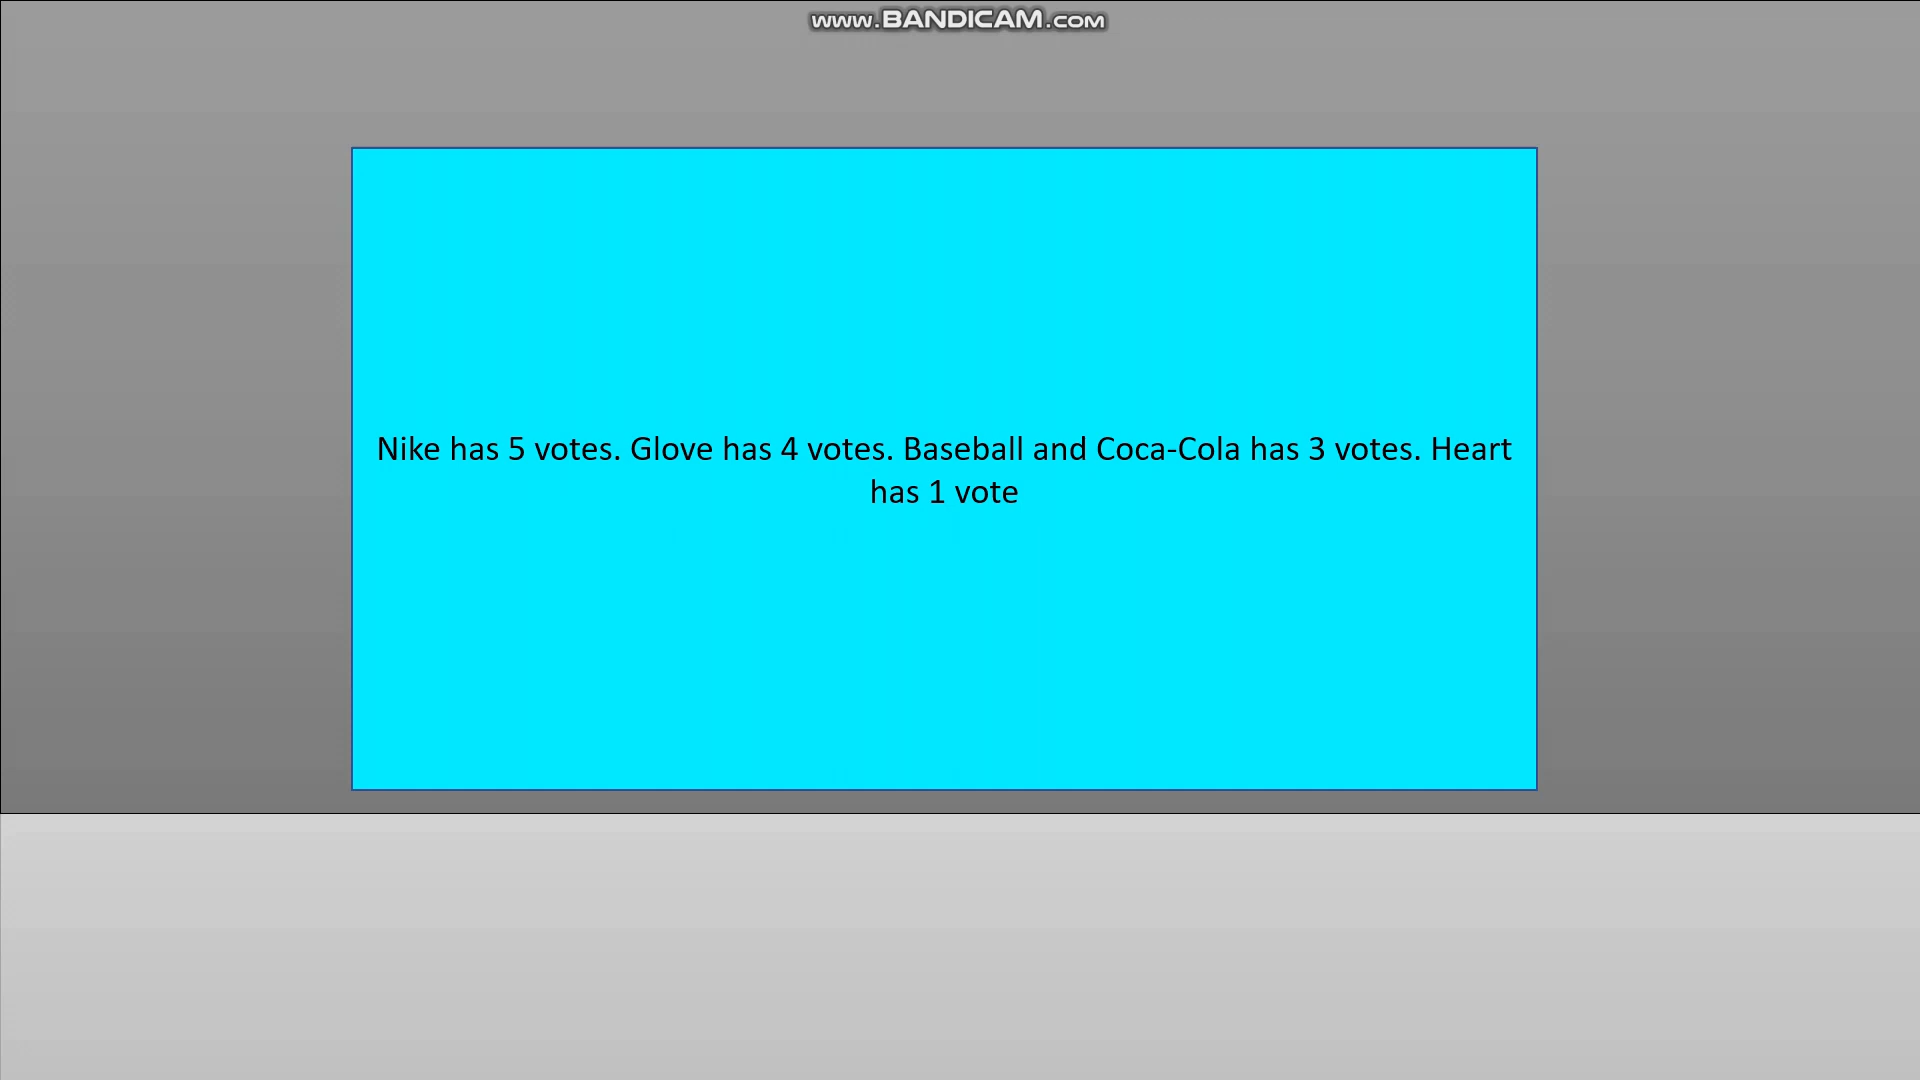 www.BANDICAM.com
Nike has 5 votes. Glove has 4 votes. Baseball and Coca-Cola has 3 votes. Heart
has 1 vote